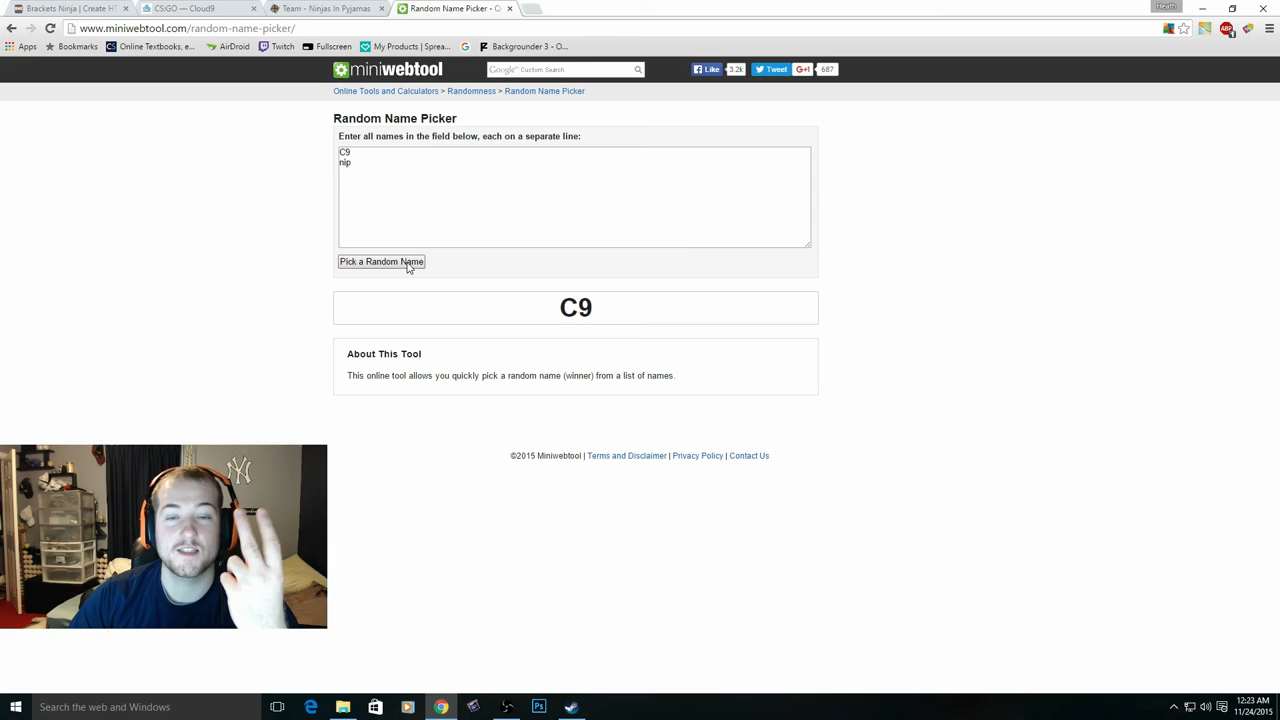 Brackets Ninja | Create HT
CS:GO — Cloud9
Team - Ninjas In Pyjamas
Random Name Picker - O
Heath
www.miniwebtool.com/random-name-picker/
Apps
Bookmarks
Online Textbooks, e...
AirDroid
Twitch
Fullscreen
My Products | Sprea...
Backgrounder 3 - O...
miniwebtool
Google™ Custom Search
Like
3.2k
Tweet
G+1
687
Online Tools and Calculators > Randomness > Random Name Picker
Random Name Picker
Enter all names in the field below, each on a separate line:
C9
nip
Pick a Random Name
C9
About This Tool
This online tool allows you quickly pick a random name (winner) from a list of names.
©2015 Miniwebtool | Terms and Disclaimer | Privacy Policy | Contact Us
Search the web and Windows
12:23 AM
11/24/2015